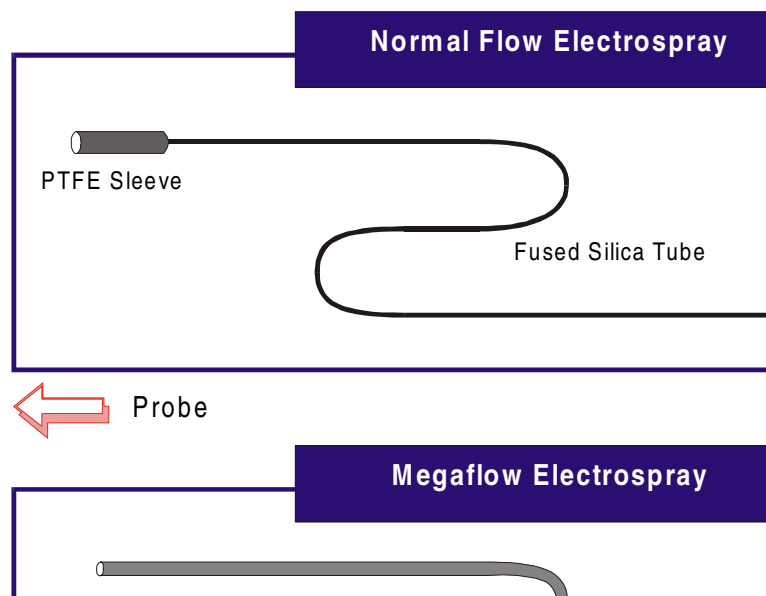 Normal Flow Electrospray
PTFE Sleeve
Fused Silica Tube
Probe
Megaflow Electrospray